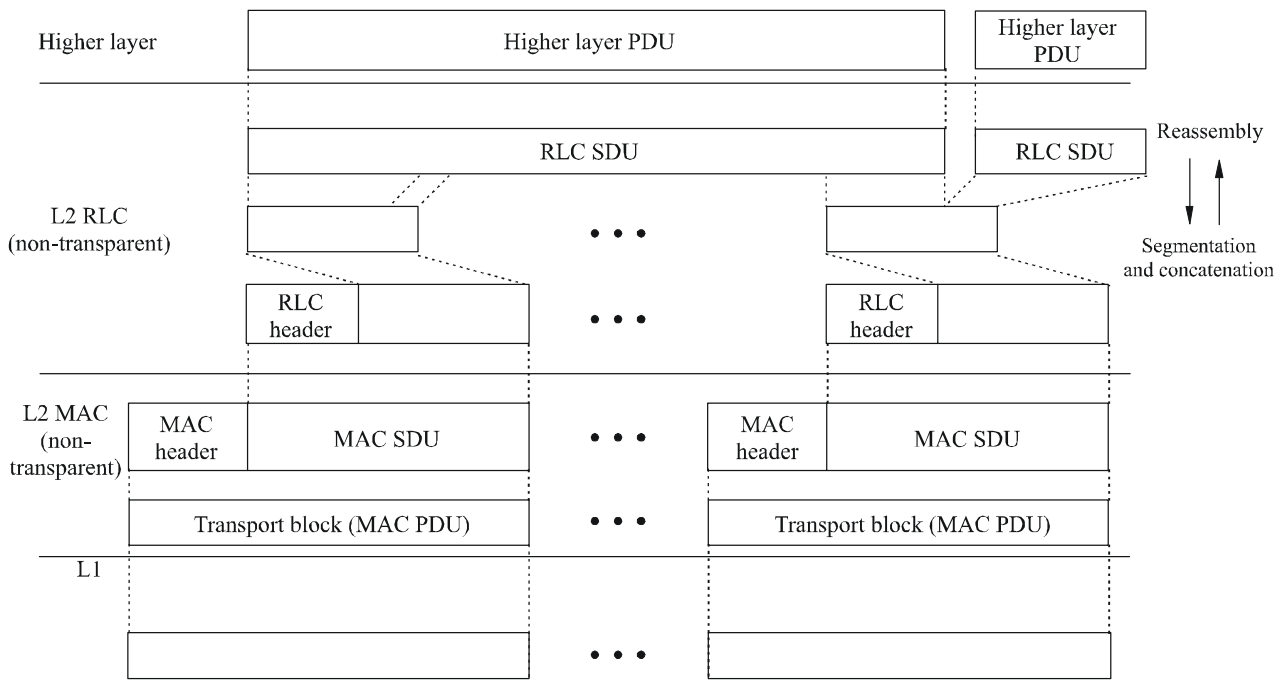 Higher layer
Higher layer PDU
Higher layer
PDU
RLC SDU
RLC SDU
Reassembly
L2 RLC
(non-transparent)
• • •
Segmentation
and concatenation
RLC
header
• • •
RLC
header
L2 MAC
(non-
transparent)
MAC
header
MAC SDU
• • •
MAC
header
MAC SDU
Transport block (MAC PDU)
• • •
Transport block (MAC PDU)
L1
• • •